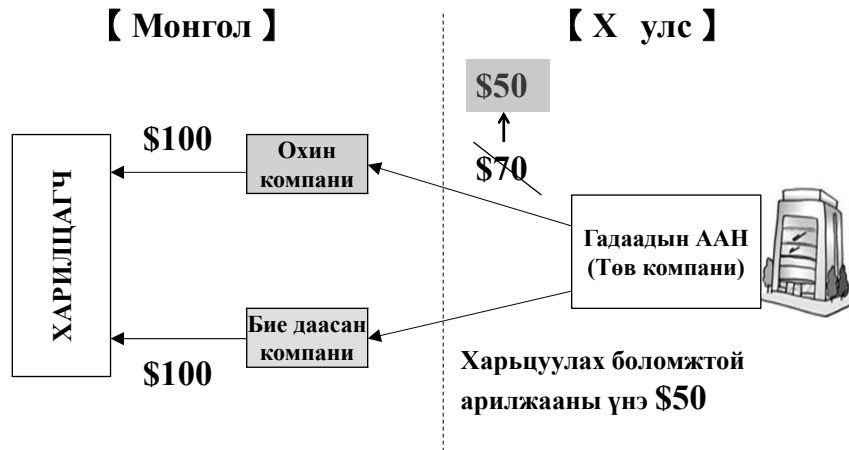 【 Монгол 】
【 X улс 】
$50
$100
$70
Охин
компани
ХАРИЛЦАГЧ
Гадаадын ААН
(Төв компани)
Бие даасан
компани
$100
Харьцуулах боломжтой
арилжааны үнэ $50